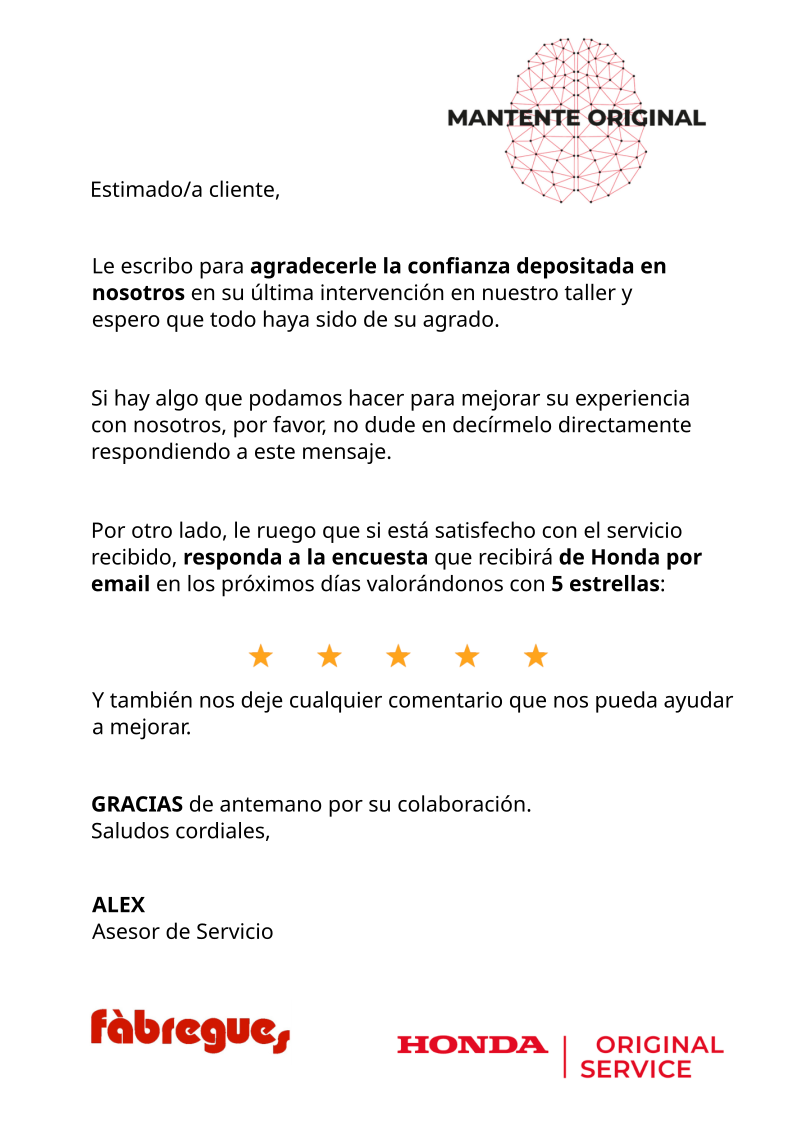 MANTENTE ORIGINAL
Estimado/a cliente,
Le escribo para agradecerle la confianza depositada en
nosotros en su última intervención en nuestro taller y
espero que todo haya sido de su agrado.
Si hay algo que podamos hacer para mejorar su experiencia
con nosotros, por favor, no dude en decírmelo directamente
respondiendo a este mensaje.
Por otro lado, le ruego que si está satisfecho con el servicio
recibido, responda a la encuesta que recibirá de Honda por
email en los próximos días valorándonos con 5 estrellas:
Y también nos deje cualquier comentario que nos pueda ayudar
a mejorar.
GRACIAS de antemano por su colaboración.
Saludos cordiales,
ALEX
Asesor de Servicio
fàbregues
HONDA
ORIGINAL
SERVICE